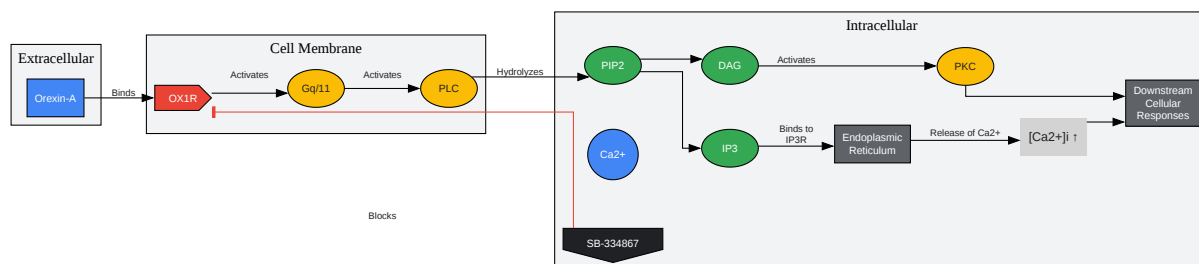 Extracellular
Orexin-A
Binds
Cell Membrane
OX1R
Activates
Gq/11
Activates
PLC
Hydrolyzes
Intracellular
PIP2
DAG
Activates
PKC
Downstream
Cellular
Responses
Ca2+
IP3
Binds to
IP3R
Endoplasmic
Reticulum
Release of Ca2+
[Ca2+]i ↑
Blocks
SB-334867